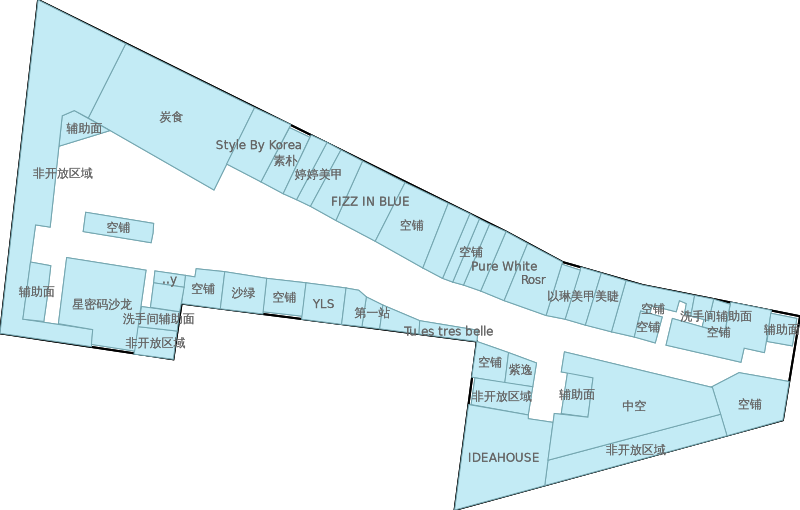 炭食
辅助面
Style By Korea
素朴
非开放区域
婷婷美甲
FIZZ IN BLUE
空铺
空铺
空铺
Pure White
Rosr
..y
辅助面
空铺
沙绿
空铺
YLS
星密码沙龙
第一站
以琳美甲美睫
空铺
洗手间辅助面
洗手间辅助面
空铺
空铺
辅助面
Tu es tres belle
非开放区域
空铺
紫逸
非开放区域
辅助面
中空
空铺
非开放区域
IDEAHOUSE